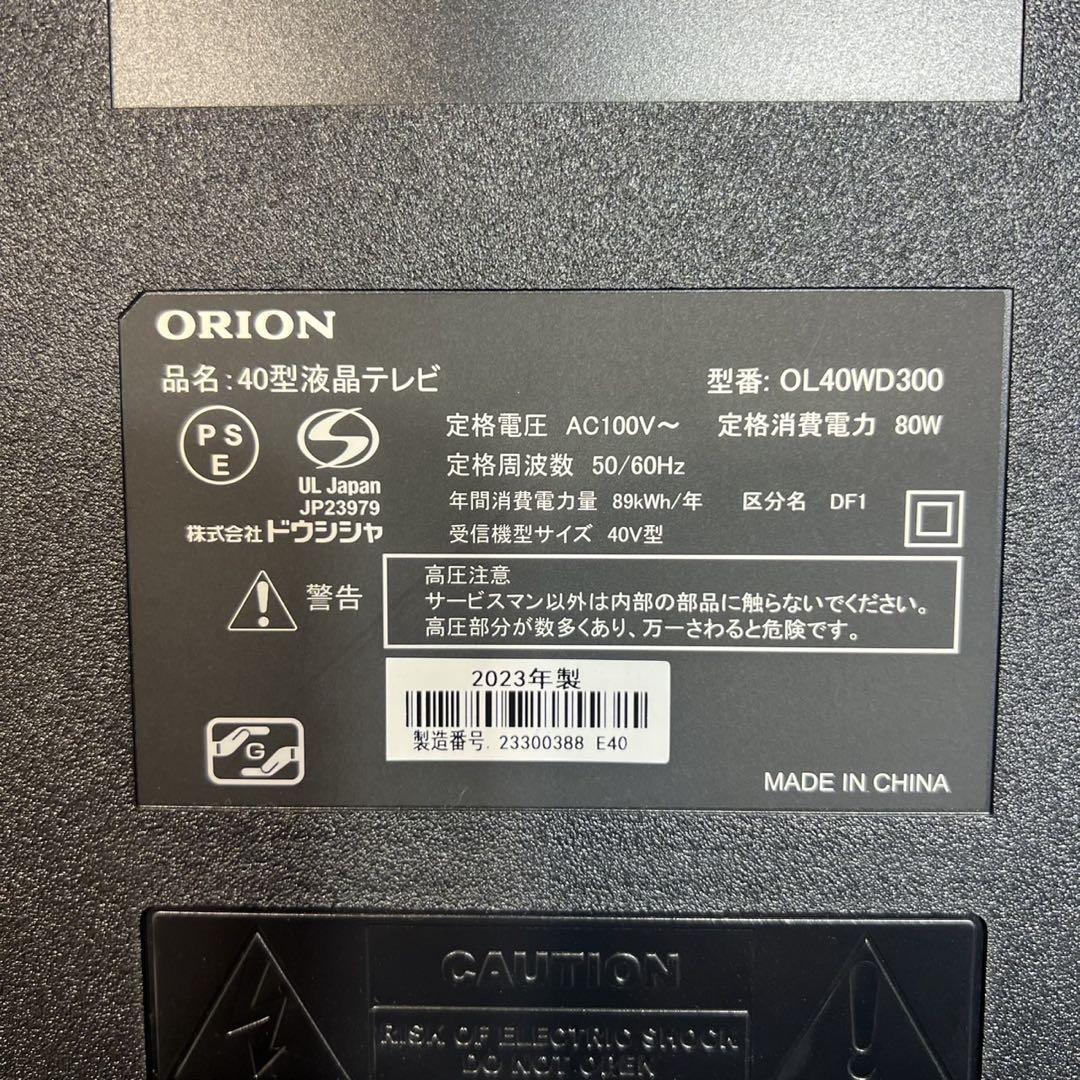 ORION
品名:40型液晶テレビ 型番: OL40WD300
PSE
UL Japan
JP23979
株式会社ドウシシャ
定格電圧 AC100V～ 定格消費電力 80W
定格周波数 50/60Hz
年間消費電力量 89kWh/年 区分名 DF1
受信機型サイズ 40V型
警告
高圧注意
サービスマン以外は内部の部品に触らないでください。
高圧部分が数多くあり、万一さわると危険です。
2023年製
製造番号. 23300388 E40
G
MADE IN CHINA
CAUTION
RISK OF ELECTRIC SHOCK
DO NOT OPEN